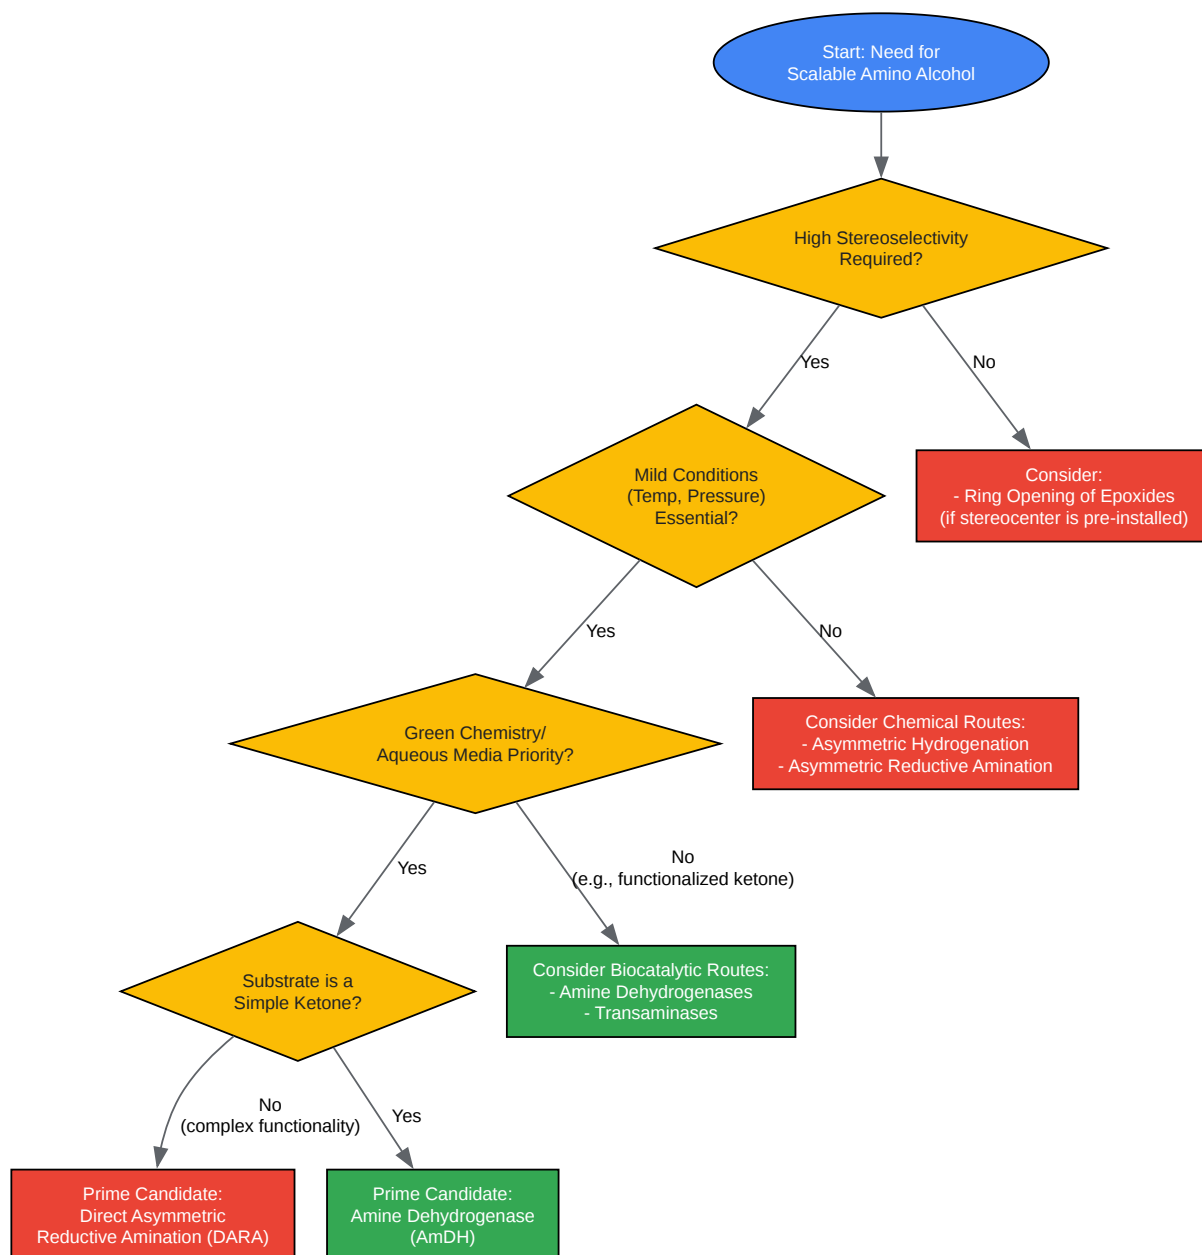 Start: Need for
Scalable Amino Alcohol
High Stereoselectivity
Required?
Yes
No
Mild Conditions
(Temp, Pressure)
Essential?
Consider:
- Ring Opening of Epoxides
(if stereocenter is pre-installed)
Yes
No
Green Chemistry/
Aqueous Media Priority?
Consider Chemical Routes:
- Asymmetric Hydrogenation
- Asymmetric Reductive Amination
Yes
No
(e.g., functionalized ketone)
Substrate is a
Simple Ketone?
Consider Biocatalytic Routes:
- Amine Dehydrogenases
- Transaminases
No
(complex functionality)
Yes
Prime Candidate:
Direct Asymmetric
Reductive Amination (DARA)
Prime Candidate:
Amine Dehydrogenase
(AmDH)